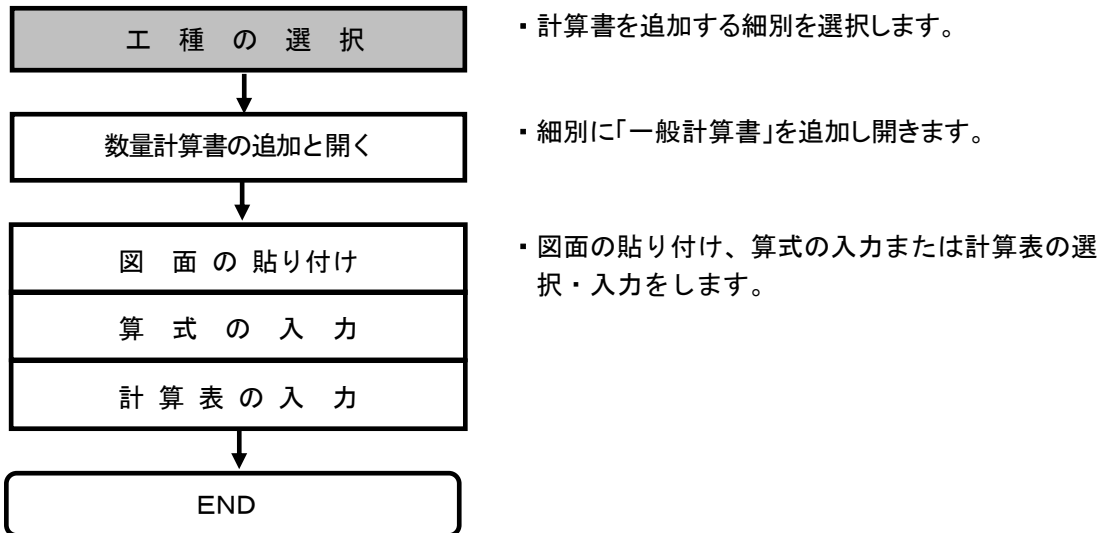 工種の選択
・計算書を追加する細別を選択します。
数量計算書の追加と開く
・細別に「一般計算書」を追加し開きます。
図面の貼り付け
・図面の貼り付け、算式の入力または計算表の選
択・入力をします。
算式の入力
計算表の入力
END